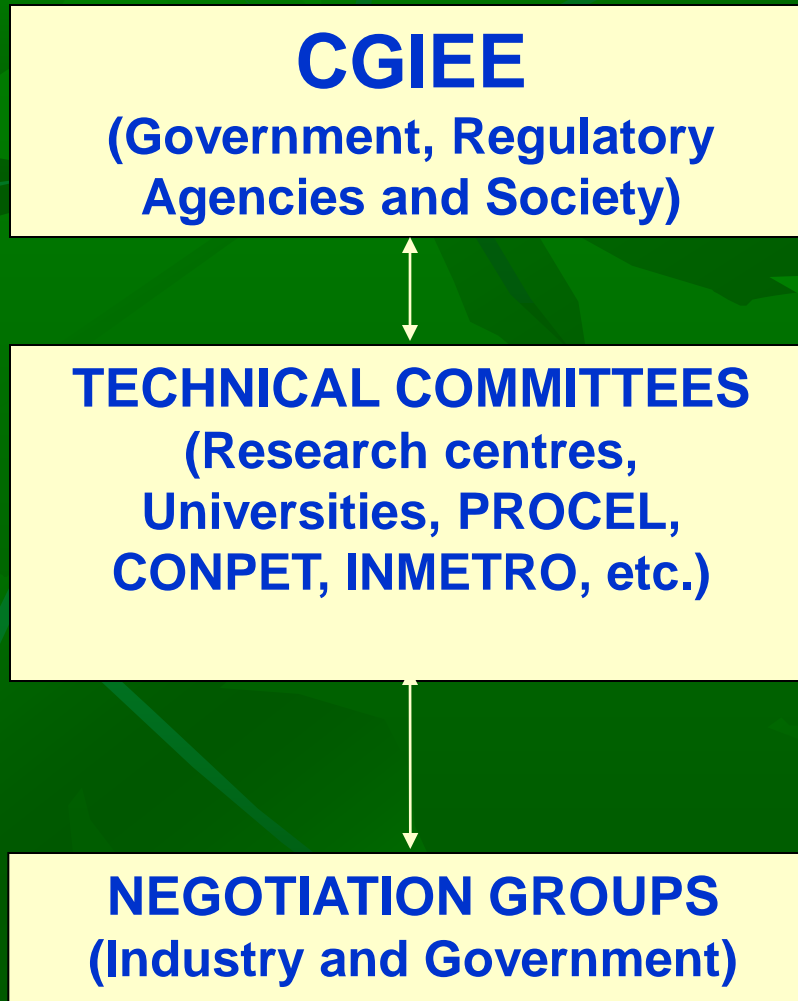 CGIEE
(Government, Regulatory
Agencies and Society)
TECHNICAL COMMITTEES
(Research centres,
Universities, PROCEL,
CONPET, INMETRO, etc.)
NEGOTIATION GROUPS
(Industry and Government)